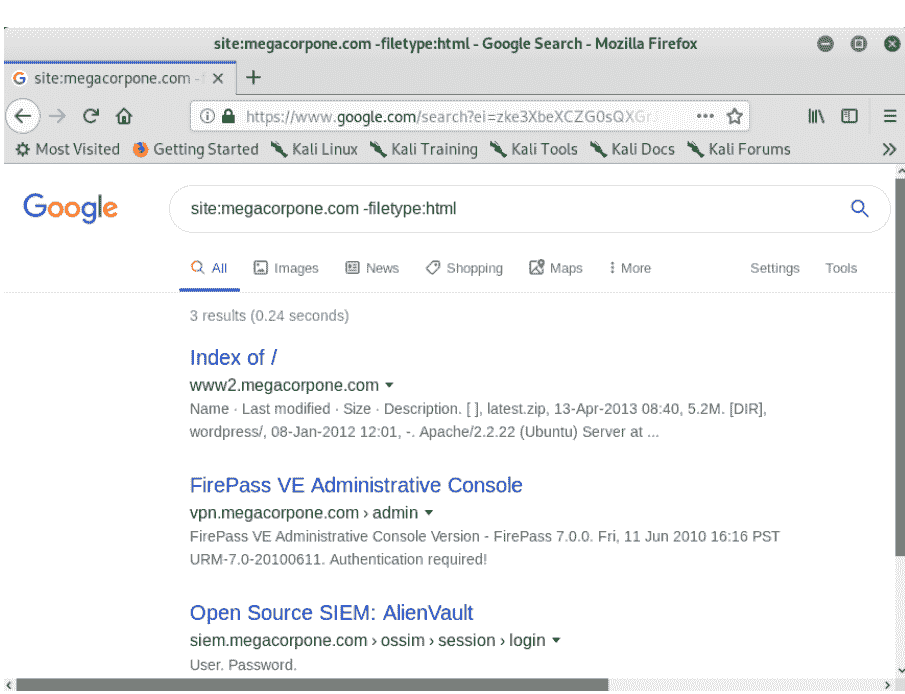 site:megacorpone.com -filetype:html - Google Search - Mozilla Firefox
site:megacorpone.com -f
https://www.google.com/search?ei=zke3XbeXCZG0sQXGr
Most Visited Getting Started Kali Linux Kali Training Kali Tools Kali Docs Kali Forums
Google site:megacorpone.com -filetype:html
All Images News Shopping Maps More Settings Tools
3 results (0.24 seconds)
Index of /
www2.megacorpone.com
Name · Last modified · Size · Description. [ ], latest.zip, 13-Apr-2013 08:40, 5.2M. [DIR],
wordpress/, 08-Jan-2012 12:01, -. Apache/2.2.22 (Ubuntu) Server at ...
FirePass VE Administrative Console
vpn.megacorpone.com › admin
FirePass VE Administrative Console Version - FirePass 7.0.0. Fri, 11 Jun 2010 16:16 PST
URM-7.0-20100611. Authentication required!
Open Source SIEM: AlienVault
siem.megacorpone.com › ossim › session › login
User. Password.